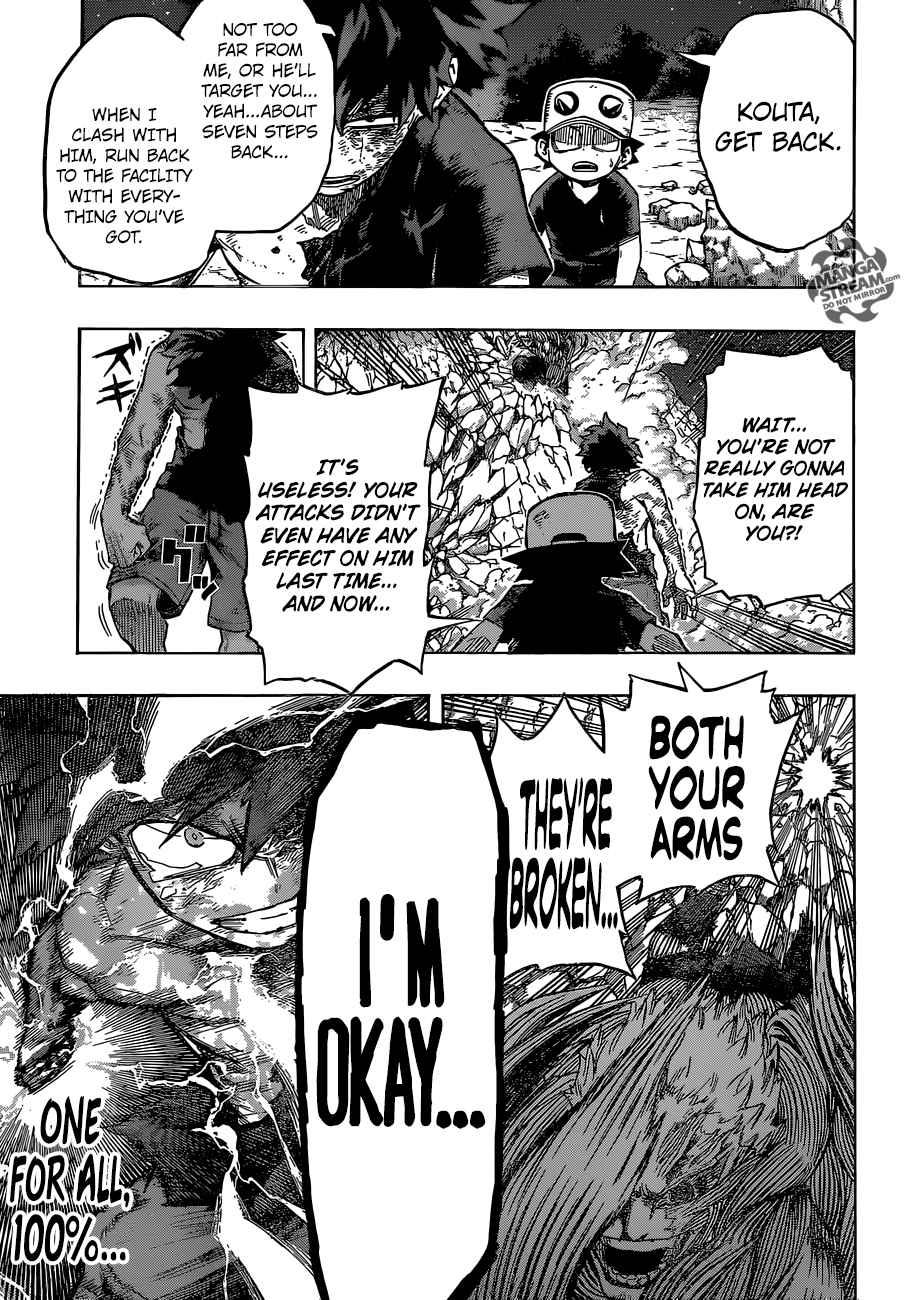 KOUTA,
GET BACK.
NOT TOO
FAR FROM
ME, OR HE'LL
TARGET YOU...
YEAH...ABOUT
SEVEN STEPS
BACK...
WHEN I
CLASH WITH
HIM, RUN BACK
TO THE FACILITY
WITH EVERY-
THING YOU'VE
GOT.
MANGA
STREAM.com
DO NOT MIRROR
WAIT...
YOU'RE NOT
REALLY GONNA
TAKE HIM HEAD
ON, ARE
YOU?!
IT'S
USELESS! YOUR
ATTACKS DIDN'T
EVEN HAVE ANY
EFFECT ON HIM
LAST TIME...
AND NOW...
ズキ
グッ
BOTH
YOUR
ARMS
THEY'RE
BROKEN...
I'M
OKAY...
ONE
FOR ALL,
100%...